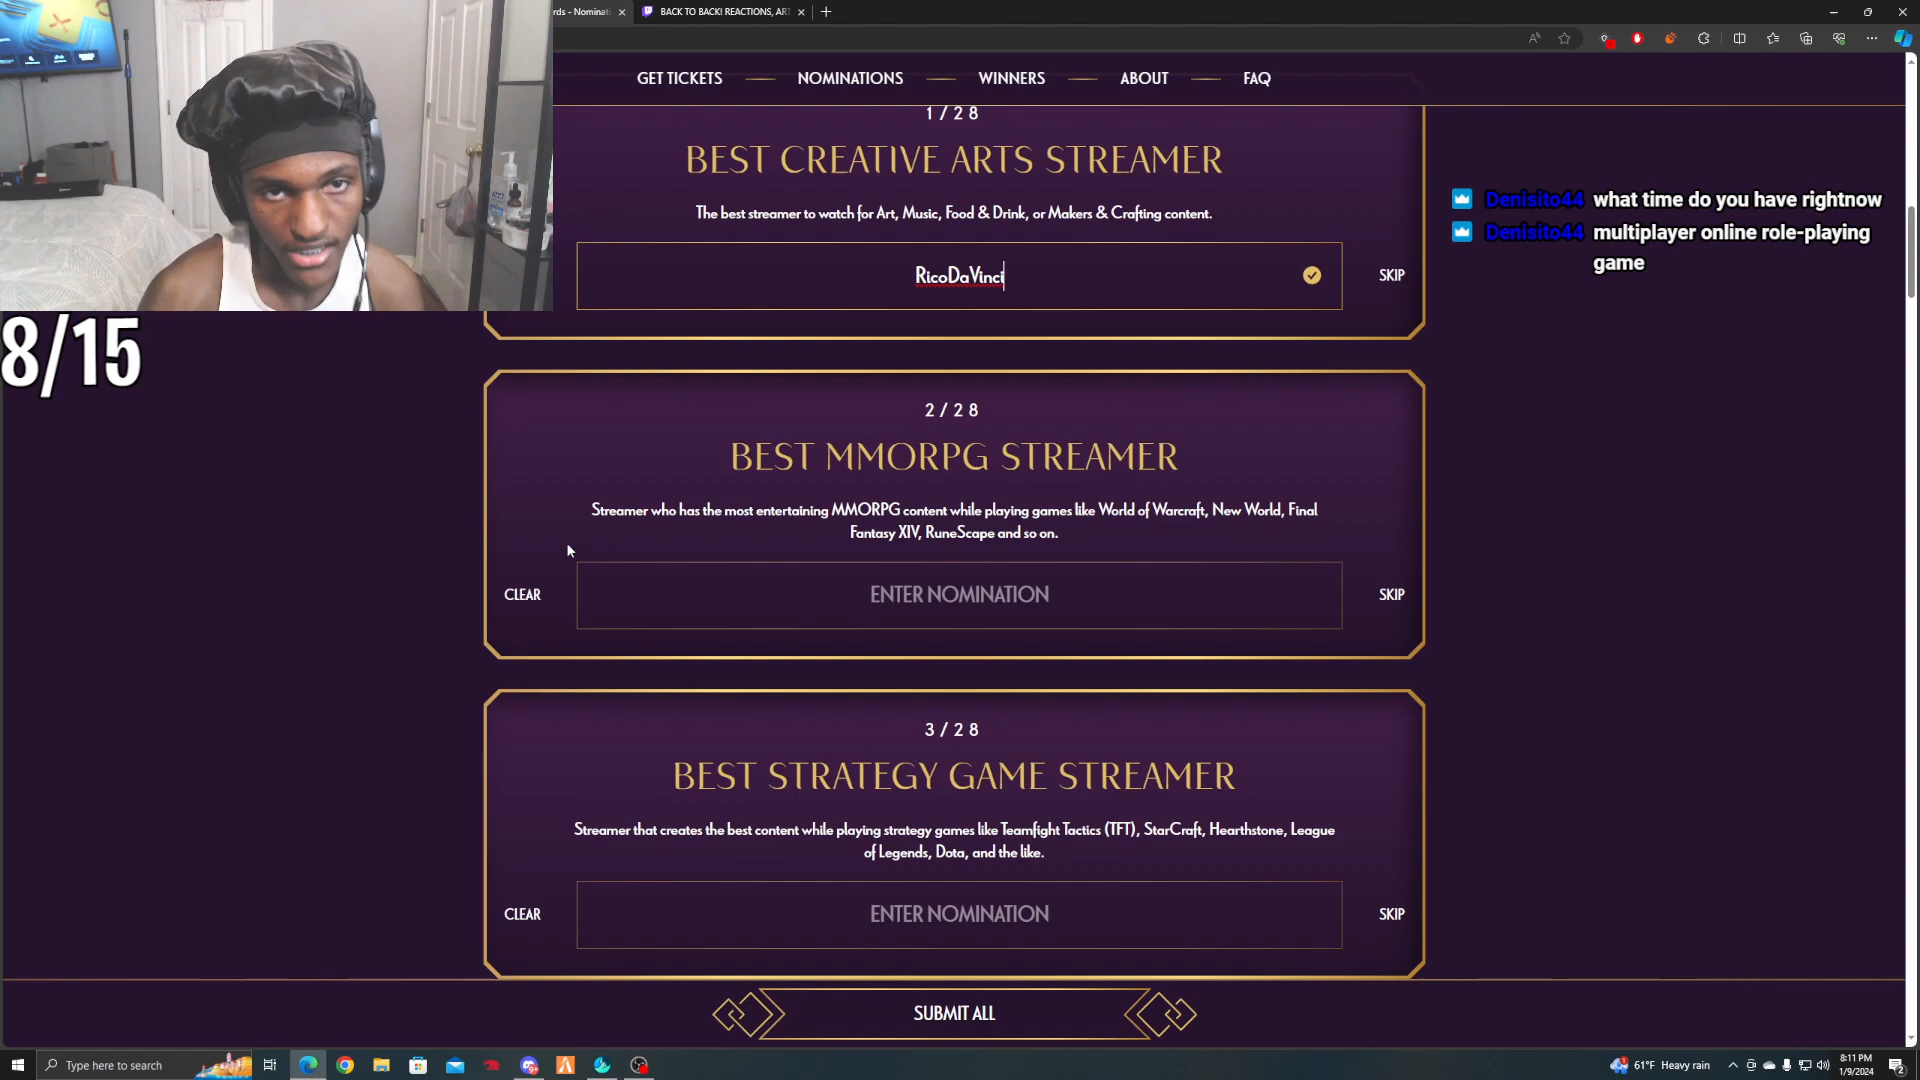 rds - Nominati
BACK TO BACK! REACTIONS, ART
GET TICKETS
NOMINATIONS
WINNERS
ABOUT
FAQ
1/28
BEST CREATIVE ARTS STREAMER
The best streamer to watch for Art, Music, Food & Drink, or Makers & Crafting content.
RicoDaVinci
SKIP
Denisito44 what time do you have rightnow
Denisito44 multiplayer online role-playing
game
8/15
2/28
BEST MMORPG STREAMER
Streamer who has the most entertaining MMORPG content while playing games like World of Warcraft, New World, Final
Fantasy XIV, RuneScape and so on.
CLEAR
ENTER NOMINATION
SKIP
3/28
BEST STRATEGY GAME STREAMER
Streamer that creates the best content while playing strategy games like Teamfight Tactics (TFT), StarCraft, Hearthstone, League
of Legends, Dota, and the like.
CLEAR
ENTER NOMINATION
SKIP
SUBMIT ALL
Type here to search
61°F Heavy rain
8:11 PM
1/9/2024